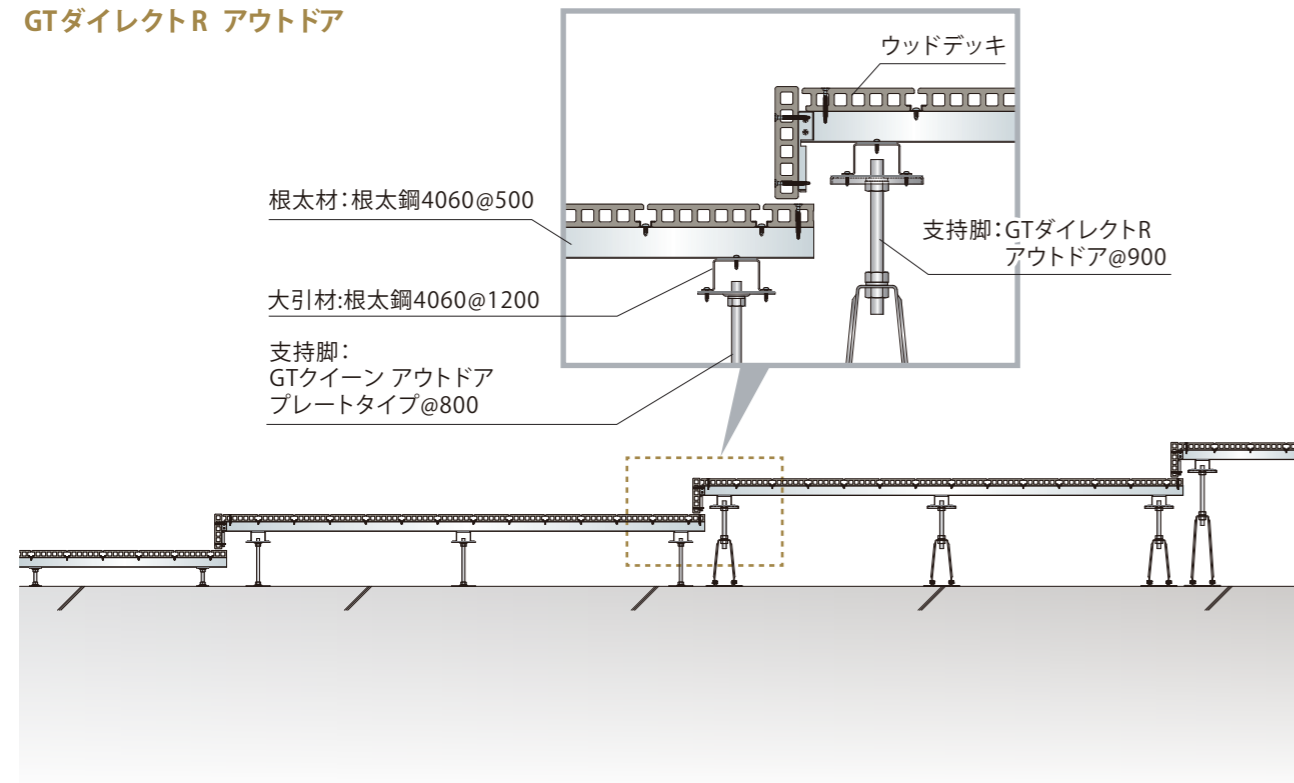 GTダイレクトR アウトドア
ウッドデッキ
根太材：根太鋼4060@500
支持脚：GTダイレクトR
アウトドア@900
大引材:根太鋼4060@1200
支持脚：
GTクイーン アウトドア
プレートタイプ@800